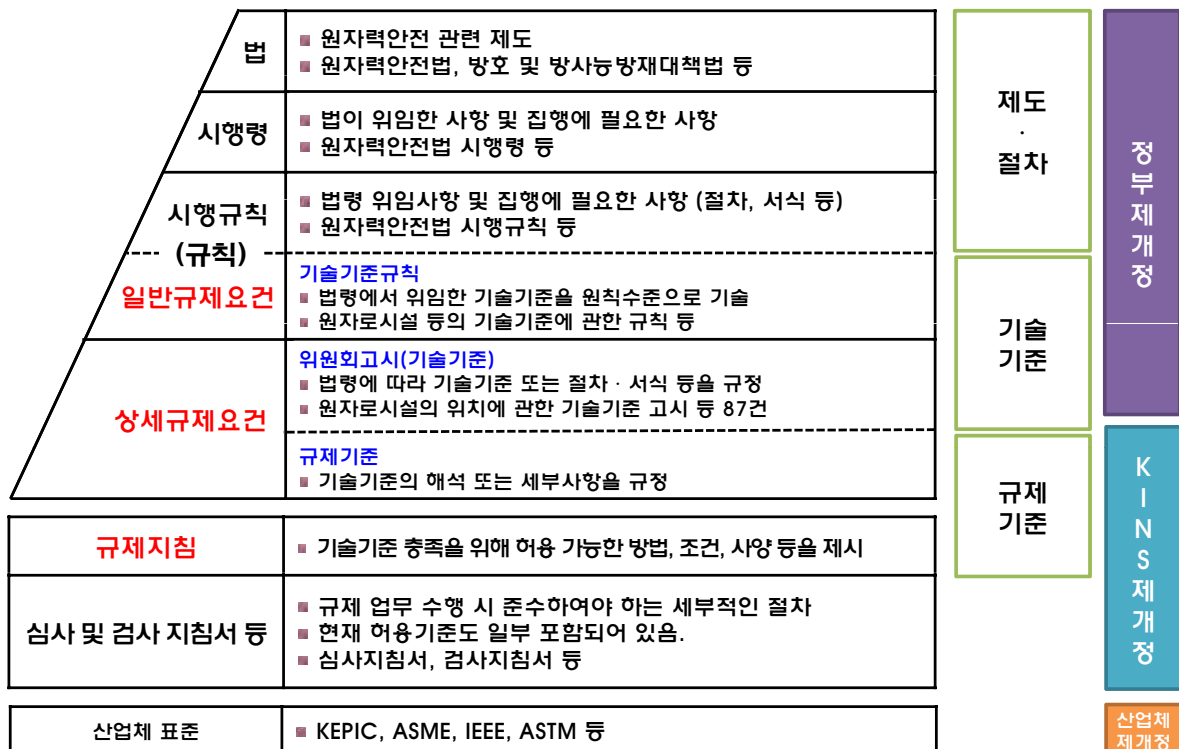 법
원자력안전 관련 제도
원자력안전법, 방호 및 방사능방재대책법 등
시행령
법이 위임한 사항 및 집행에 필요한 사항
원자력안전법 시행령 등
시행규칙
(규칙)
법령 위임사항 및 집행에 필요한 사항 (절차, 서식 등)
원자력안전법 시행규칙 등
일반규제요건
기술기준규칙
법령에서 위임한 기술기준을 원칙수준으로 기술
원자로시설 등의 기술기준에 관한 규칙 등
상세규제요건
위원회고시(기술기준)
법령에 따라 기술기준 또는 절차 · 서식 등을 규정
원자로시설의 위치에 관한 기술기준 고시 등 87건
규제기준
기술기준의 해석 또는 세부사항을 규정
규제지침
기술기준 충족을 위해 허용 가능한 방법, 조건, 사양 등을 제시
심사 및 검사 지침서 등
규제 업무 수행 시 준수하여야 하는 세부적인 절차
현재 허용기준도 일부 포함되어 있음.
심사지침서, 검사지침서 등
산업체 표준
KEPIC, ASME, IEEE, ASTM 등
제도
·
절차
기술
기준
규제
기준
정
부
제
개
정
K
I
N
S
제
개
정
산업체
제개정